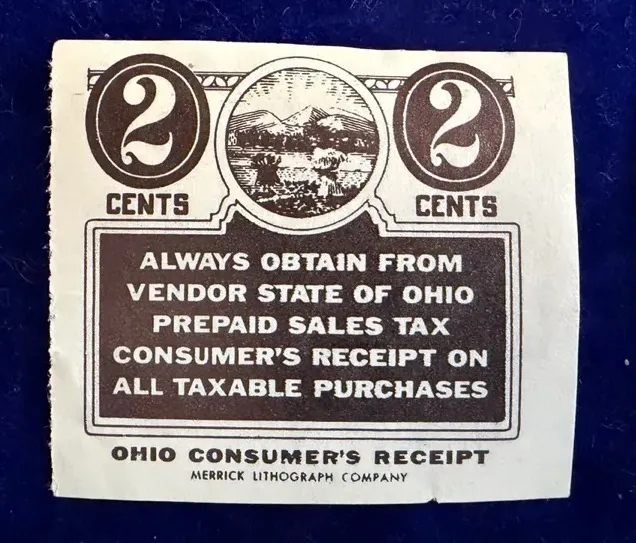 2 2
CENTS CENTS
ALWAYS OBTAIN FROM
VENDOR STATE OF OHIO
PREPAID SALES TAX
CONSUMER'S RECEIPT ON
ALL TAXABLE PURCHASES
OHIO CONSUMER'S RECEIPT
MERRICK LITHOGRAPH COMPANY